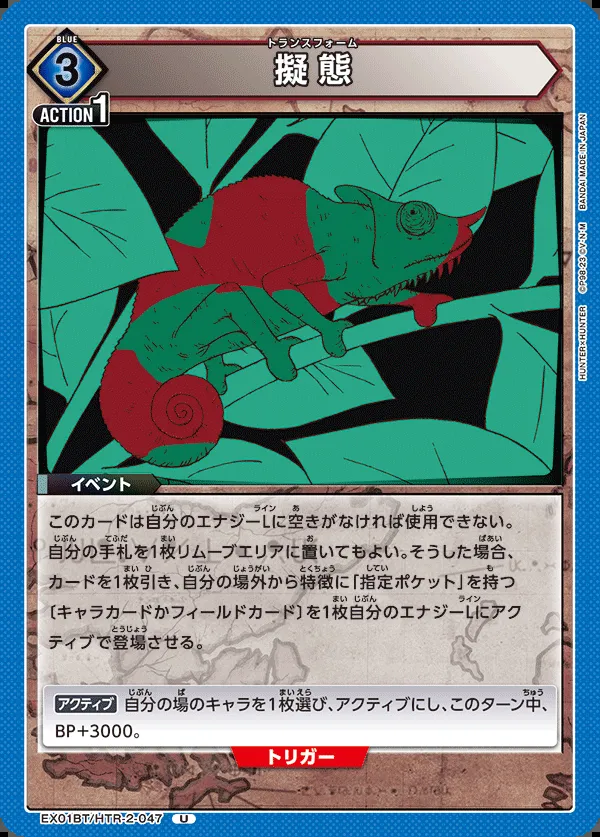 BLUE
3
ACTION 1
トランスフォーム
擬態
HUNTER×HUNTER ©P98-23 ©V・N・M BANDAI MADE IN JAPAN
イベント
このカードは自分のエナジーLに空きがなければ使用できない。
自分の手札を1枚リムーブエリアに置いてもよい。そうした場合、
カードを1枚引き、自分の場外から特徴に「指定ポケット」を持つ
〔キャラカードかフィールドカード〕を1枚自分のエナジーLにアク
ティブで登場させる。
アクティブ 自分の場のキャラを1枚選び、アクティブにし、このターン中、
BP+3000。
トリガー
EX01BT/HTR-2-047 U